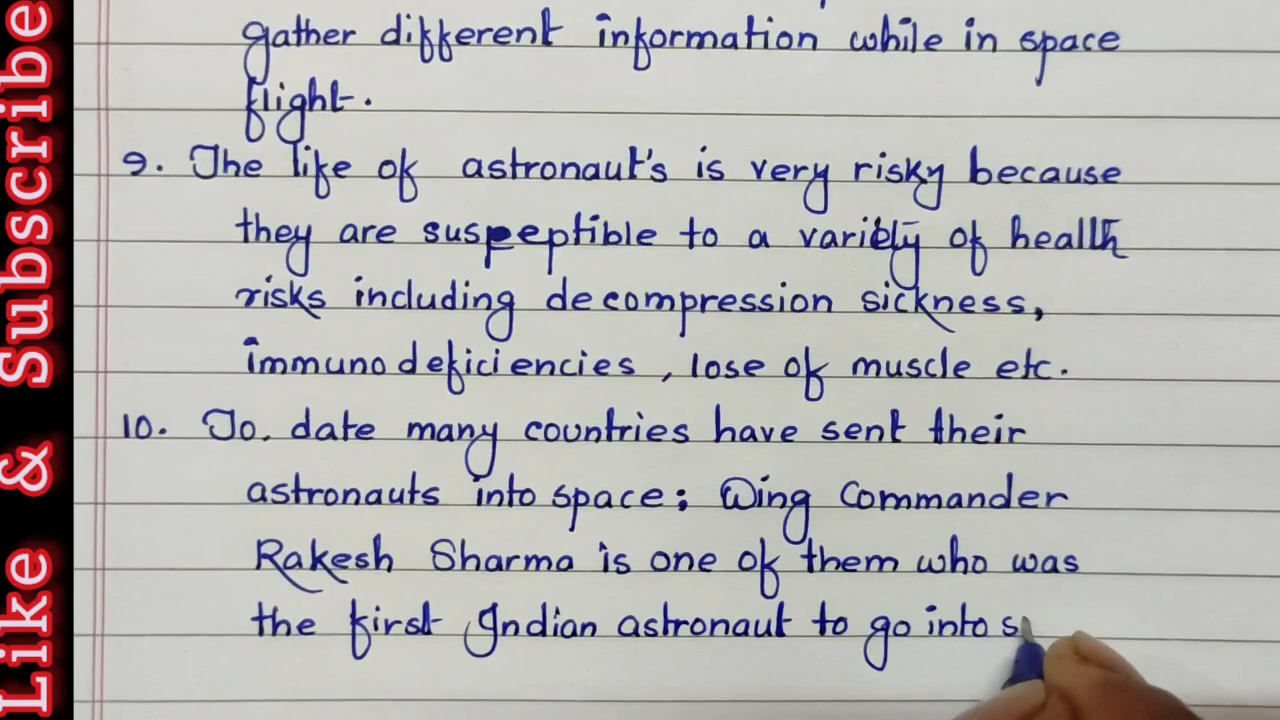 gather different information while in space
flight.
9. The life of astronaut's is very risky because
they are suspeptible to a variety of health
risks including decompression sickness,
immunodeficiencies, lose of muscle etc.
10. To. date many countries have sent their
astronauts into space; Wing Commander
Rakesh Sharma is one of them who was
the first Indian astronaut to go into s
Like & Subscribe